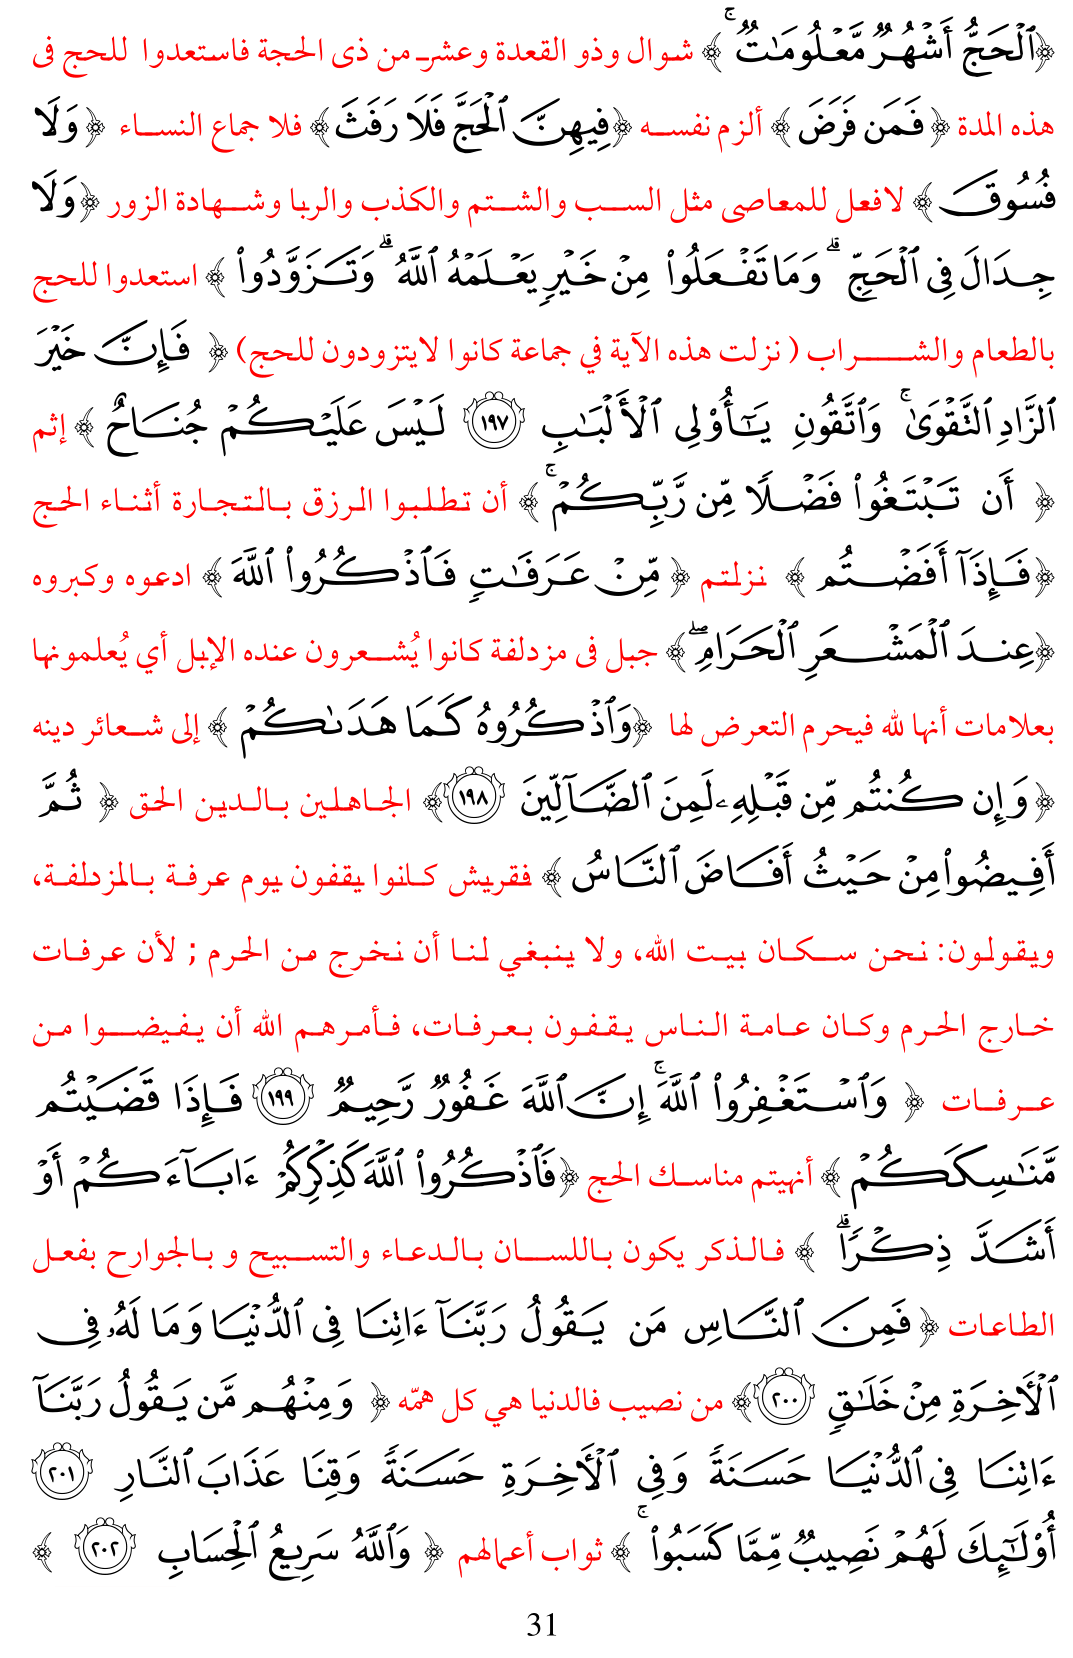 ﴿ٱلْحَجُّ أَشْهُرٌ مَّعْلُومَٰتٌ ۚ ﴾ شوال وذو القعدة وعشر من ذى الحجة فاستعدوا للحج فى
هذه المدة ﴿ فَمَن فَرَضَ ﴾ ألزم نفسه ﴿فِيهِنَّ ٱلْحَجَّ فَلَا رَفَثَ﴾ فلا جماع النساء ﴿ وَلَا
فُسُوقَ ﴾ لافعل للمعاصى مثل السب والشتم والكذب والربا وشهادة الزور ﴿وَلَا
جِدَالَ فِى ٱلْحَجِّ ۗ وَمَا تَفْعَلُوا۟ مِنْ خَيْرٍ يَعْلَمْهُ ٱللَّهُ ۗ وَتَزَوَّدُوا۟ ﴾ استعدوا للحج
بالطعام والشراب ( نزلت هذه الآية في جماعة كانوا لايتزودون للحج) ﴿ فَإِنَّ خَيْرَ
ٱلزَّادِ ٱلتَّقْوَىٰ ۚ وَٱتَّقُونِ يَٰٓأُو۟لِى ٱلْأَلْبَٰبِ ١٩٧ لَيْسَ عَلَيْكُمْ جُنَاحٌ ﴾ إثم
﴿ أَن تَبْتَغُوا۟ فَضْلًا مِّن رَّبِّكُمْ ۚ ﴾ أن تطلبوا الرزق بالتجارة أثناء الحج
﴿فَإِذَآ أَفَضْتُم ﴾ نزلتم ﴿ مِّنْ عَرَفَٰتٍ فَٱذْكُرُوا۟ ٱللَّهَ ﴾ ادعوه وكبروه
﴿عِندَ ٱلْمَشْعَرِ ٱلْحَرَامِ ۖ﴾ جبل فى مزدلفة كانوا يُشعرون عنده الإبل أي يُعلمونها
بعلامات أنها لله فيحرم التعرض لها ﴿وَٱذْكُرُوهُ كَمَا هَدَىٰكُمْ ﴾ إلى شعائر دينه
﴿ وَإِن كُنتُم مِّن قَبْلِهِۦ لَمِنَ ٱلضَّآلِّينَ ١٩٨﴾ الجاهلين بالدين الحق ﴿ ثُمَّ
أَفِيضُوا۟ مِنْ حَيْثُ أَفَاضَ ٱلنَّاسُ ﴾ فقريش كانوا يقفون يوم عرفة بالمزدلفة،
ويقولون: نحن سكان بيت الله، ولا ينبغي لنا أن نخرج من الحرم ; لأن عرفات
خارج الحرم وكان عامة الناس يقفون بعرفات، فأمرهم الله أن يفيضوا من
عرفات ﴿ وَٱسْتَغْفِرُوا۟ ٱللَّهَ ۚ إِنَّ ٱللَّهَ غَفُورٌ رَّحِيمٌ ١٩٩ فَإِذَا قَضَيْتُم
مَّنَٰسِكَكُمْ ﴾ أنهيتم مناسك الحج ﴿فَٱذْكُرُوا۟ ٱللَّهَ كَذِكْرِكُمْ ءَابَآءَكُمْ أَوْ
أَشَدَّ ذِكْرًا ۗ ﴾ فالذكر يكون باللسان بالدعاء والتسبيح و بالجوارح بفعل
الطاعات ﴿ فَمِنَ ٱلنَّاسِ مَن يَقُولُ رَبَّنَآ ءَاتِنَا فِى ٱلدُّنْيَا وَمَا لَهُۥ فِى
ٱلْءَاخِرَةِ مِنْ خَلَٰقٍ ٢٠٠﴾ من نصيب فالدنيا هي كل همّه ﴿ وَمِنْهُم مَّن يَقُولُ رَبَّنَآ
ءَاتِنَا فِى ٱلدُّنْيَا حَسَنَةً وَفِى ٱلْءَاخِرَةِ حَسَنَةً وَقِنَا عَذَابَ ٱلنَّارِ ٢٠١
أُو۟لَٰٓئِكَ لَهُمْ نَصِيبٌ مِّمَّا كَسَبُوا۟ ۚ ﴾ ثواب أعمالهم ﴿ وَٱللَّهُ سَرِيعُ ٱلْحِسَابِ ٢٠٢ ﴾
31